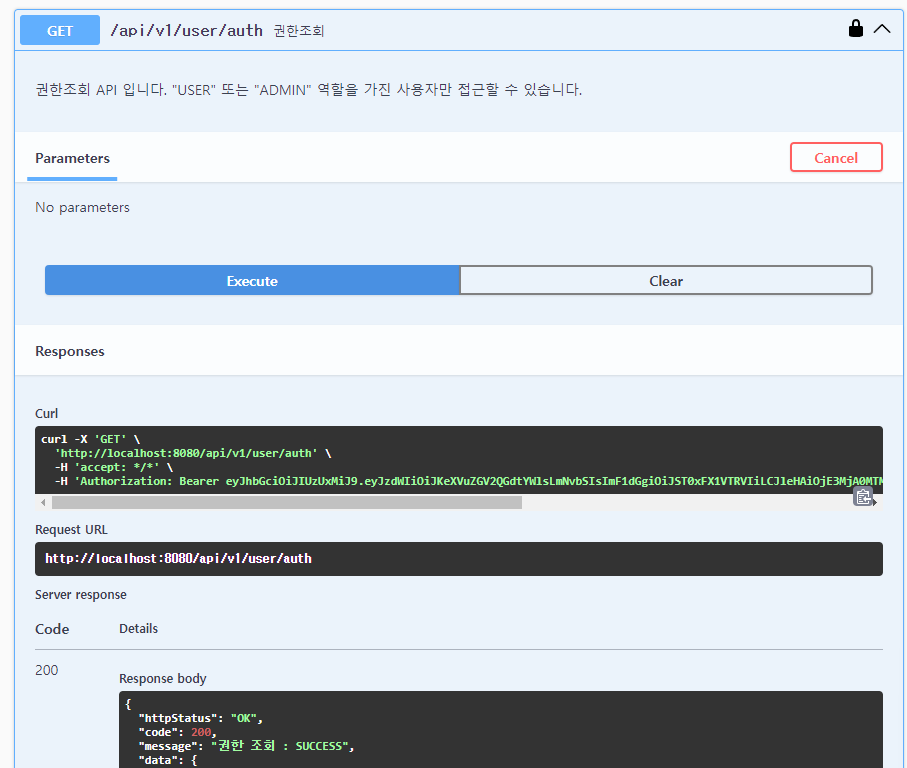 GET /api/v1/user/auth 권한조회
권한조회 API 입니다. "USER" 또는 "ADMIN" 역할을 가진 사용자만 접근할 수 있습니다.
Parameters
Cancel
No parameters
Execute
Clear
Responses
Curl
curl -X 'GET' \
'http://localhost:8080/api/v1/user/auth' \
-H 'accept: */*' \
-H 'Authorization: Bearer eyJhbGciOiJIUzUxMiJ9.eyJzdWIiOiJKeXVuZGV2QGdtYWlsLmNvbSIsImF1dGgiOiJST0xFX1VTRVIiLCJleHAiOjE3MjA0MTM
Request URL
http://localhost:8080/api/v1/user/auth
Server response
Code Details
200
Response body
{
"httpStatus": "OK",
"code": 200,
"message": "권한 조회 : SUCCESS",
"data": {